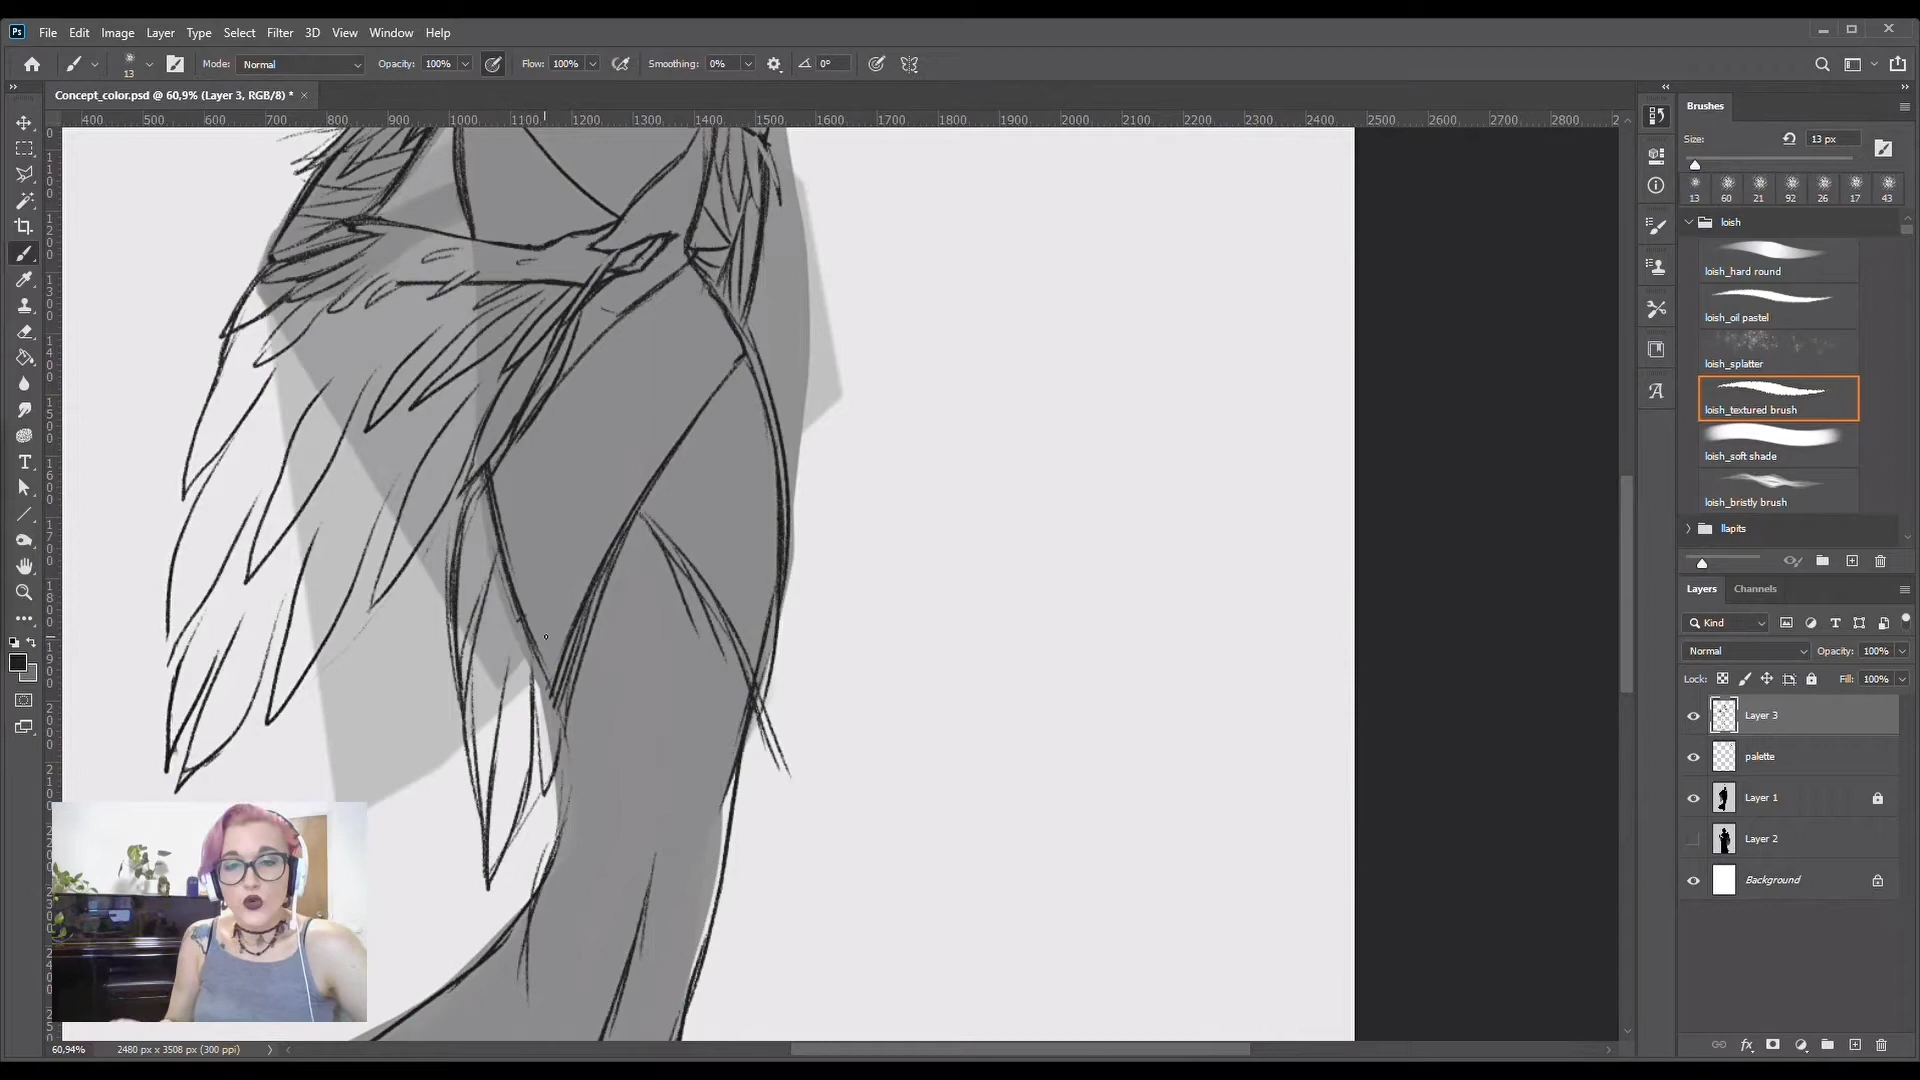 Ps File Edit Image Layer Type Select Filter 3D View Window Help
13 Mode: Normal Opacity: 100% Flow: 100% Smoothing: 0% 0°
Concept_color.psd @ 60,9% (Layer 3, RGB/8) * ×
400 500 600 700 800 900 1000 1100 1200 1300 1400 1500 1600 1700 1800 1900 2000 2100 2200 2300 2400 2500 2600 2700 2800
Brushes
Size: 13 px
13 60 21 92 26 17 43
loish
loish_hard round
loish_oil pastel
loish_splatter
loish_textured brush
loish_soft shade
loish_bristly brush
llapits
Layers Channels
Kind
Normal Opacity: 100%
Lock: Fill: 100%
Layer 3
palette
Layer 1
Layer 2
Background
fx
60,94% 2480 px x 3508 px (300 ppi)